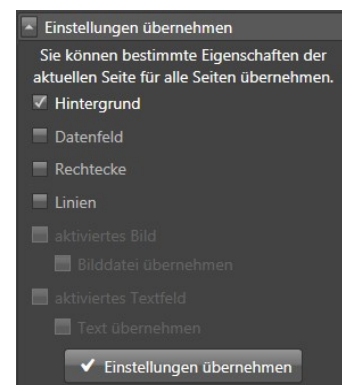 Einstellungen übernehmen
Sie können bestimmte Eigenschaften der
aktuellen Seite für alle Seiten übernehmen.
Hintergrund
Datenfeld
Rechtecke
Linien
aktiviertes Bild
Bilddatei übernehmen
aktiviertes Textfeld
Text übernehmen
Einstellungen übernehmen